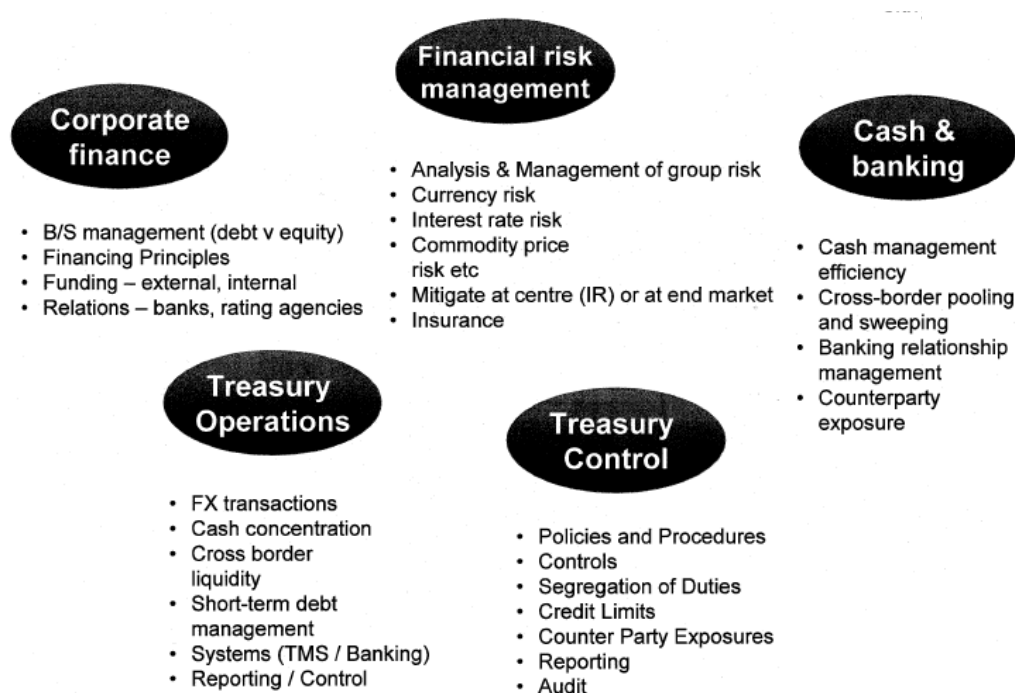 Financial risk
management
Corporate
finance
Cash &
banking
• Analysis & Management of group risk
• Currency risk
• Interest rate risk
• Commodity price
risk etc
• Mitigate at centre (IR) or at end market
• Insurance
• B/S management (debt v equity)
• Financing Principles
• Funding – external, internal
• Relations – banks, rating agencies
• Cash management
efficiency
• Cross-border pooling
and sweeping
• Banking relationship
management
• Counterparty
exposure
Treasury
Operations
Treasury
Control
• FX transactions
• Cash concentration
• Cross border
liquidity
• Short-term debt
management
• Systems (TMS / Banking)
• Reporting / Control
• Policies and Procedures
• Controls
• Segregation of Duties
• Credit Limits
• Counter Party Exposures
• Reporting
• Audit